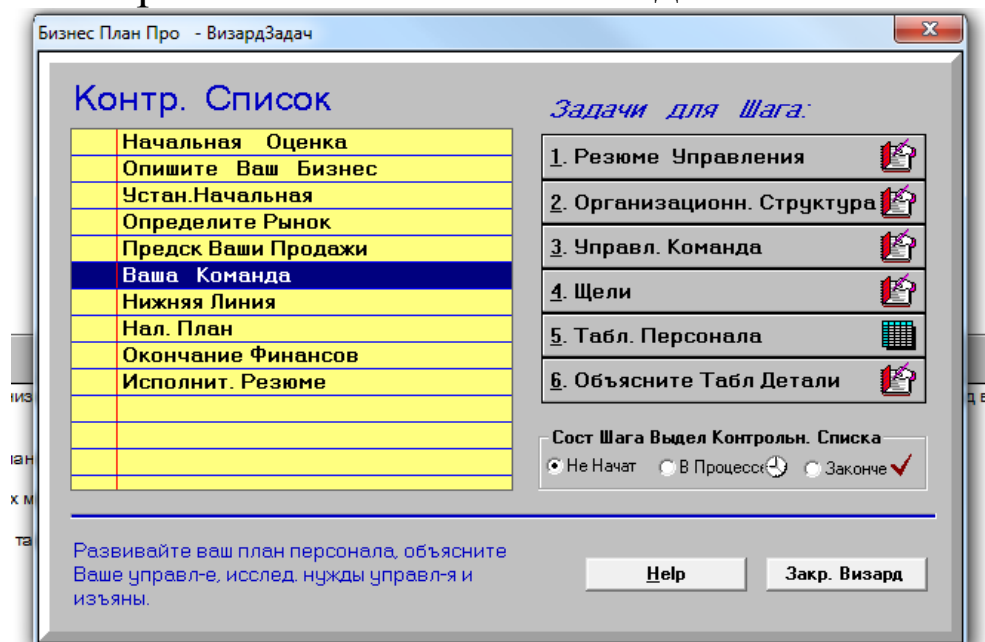 Бизнес План Про - ВизардЗадач
Контр. Список
Начальная Оценка
Опишите Ваш Бизнес
Устан.Начальная
Определите Рынок
Предск Ваши Продажи
Ваша Команда
Нижняя Линия
Нал. План
Окончание Финансов
Исполнит. Резюме
Задачи для Шага:
1. Резюме Управления
2. Организационн. Структура
3. Управл. Команда
4. Щели
5. Табл. Персонала
6. Объясните Табл Детали
Сост Шага Выдел Контрольн. Списка
Не Начат В Процессе Законче
Развивайте ваш план персонала, объясните
Ваше управл-е, исслед. нужды управл-я и
изъяны.
Help Закр. Визард